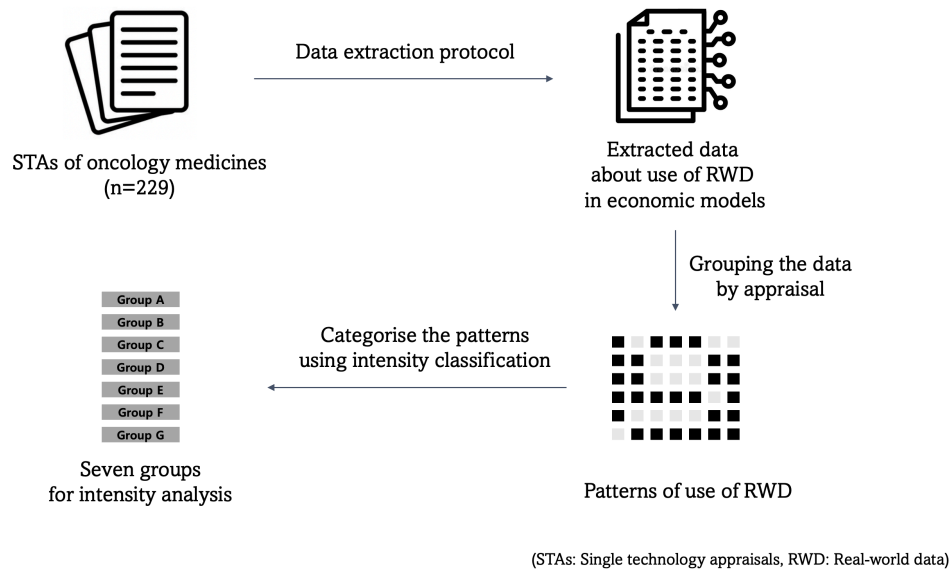 Data extraction protocol
STAs of oncology medicines
(n=229)
Extracted data
about use of RWD
in economic models
Grouping the data
by appraisal
Patterns of use of RWD
Categorise the patterns
using intensity classification
Group A
Group B
Group C
Group D
Group E
Group F
Group G
Seven groups
for intensity analysis
(STAs: Single technology appraisals, RWD: Real-world data)